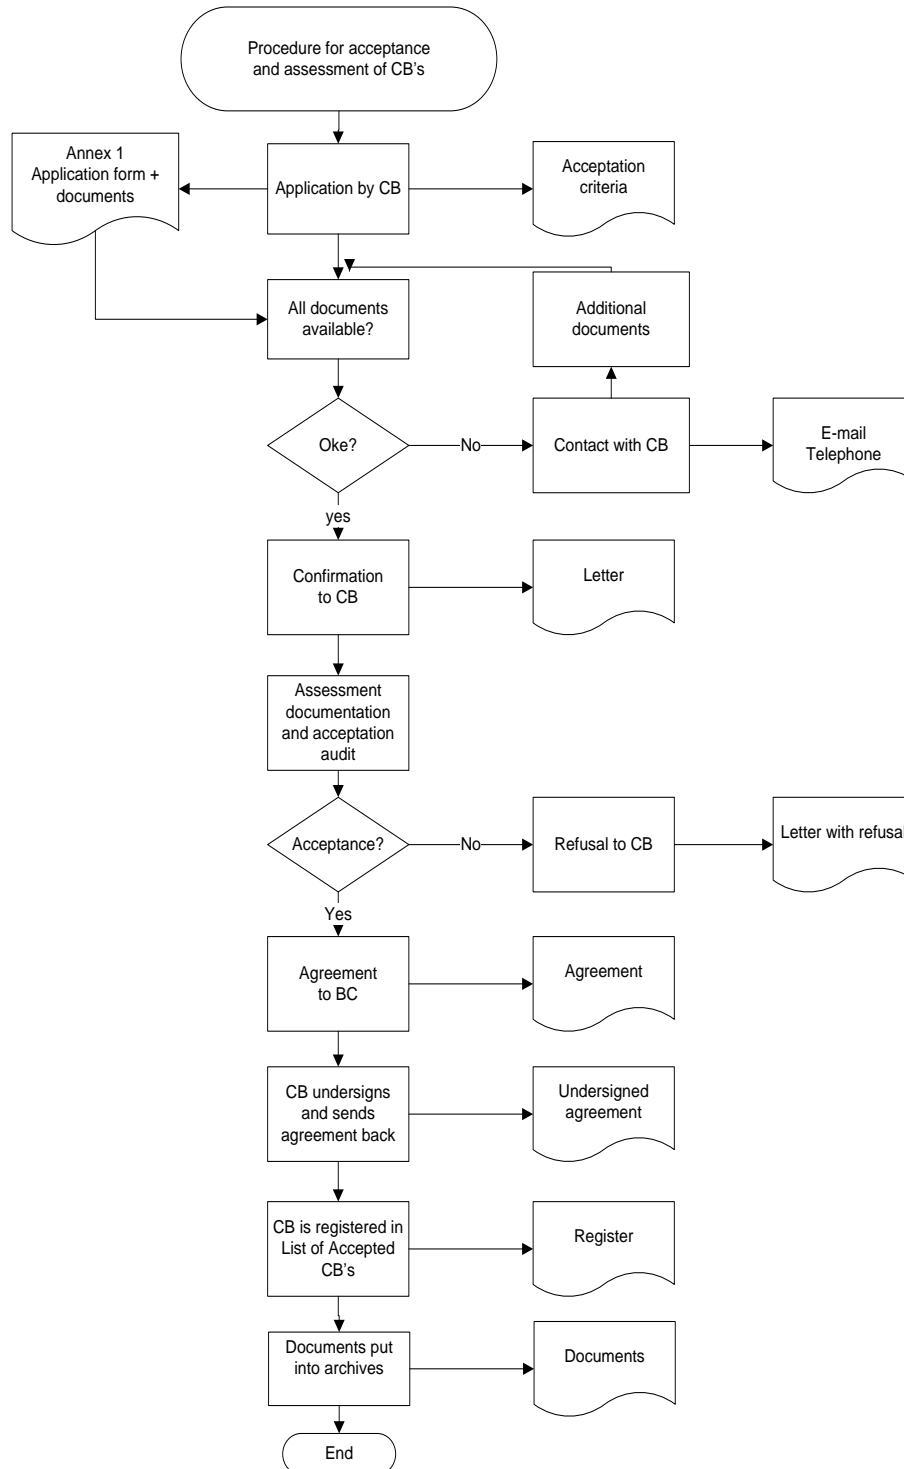 Procedure for acceptance
and assessment of CB's
Annex 1
Application form +
documents
Application by CB
Acceptation
criteria
All documents
available?
Additional
documents
Oke?
No
Contact with CB
E-mail
Telephone
yes
Confirmation
to CB
Letter
Assessment
documentation
and acceptation
audit
Acceptance?
No
Refusal to CB
Letter with refusal
Yes
Agreement
to BC
Agreement
CB undersigns
and sends
agreement back
Undersigned
agreement
CB is registered in
List of Accepted
CB's
Register
Documents put
into archives
Documents
End